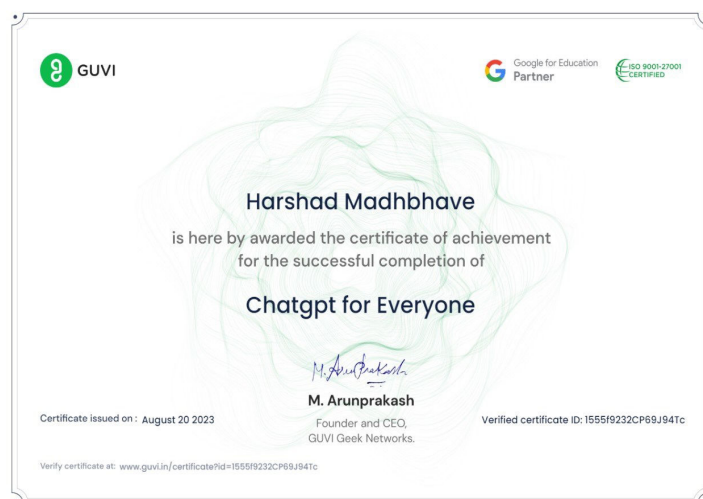 GUVI
Google for Education
Partner
ISO 9001-27001
CERTIFIED
Harshad Madhbhave
is here by awarded the certificate of achievement
for the successful completion of
Chatgpt for Everyone
M. Arunprakash
M. Arunprakash
Founder and CEO,
GUVI Geek Networks.
Certificate issued on : August 20 2023
Verified certificate ID: 1555f9232CP69J94Tc
Verify certificate at: www.guvi.in/certificate?id=1555f9232CP69J94Tc